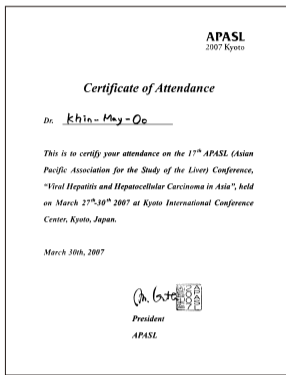 APASL
2007 Kyoto
Certificate of Attendance
Dr. Khin-May-Oo
This is to certify your attendance on the 17th APASL (Asian
Pacific Association for the Study of the Liver) Conference,
"Viral Hepatitis and Hepatocellular Carcinoma in Asia", held
on March 27th-30th 2007 at Kyoto International Conference
Center, Kyoto, Japan.
March 30th, 2007
President
APASL